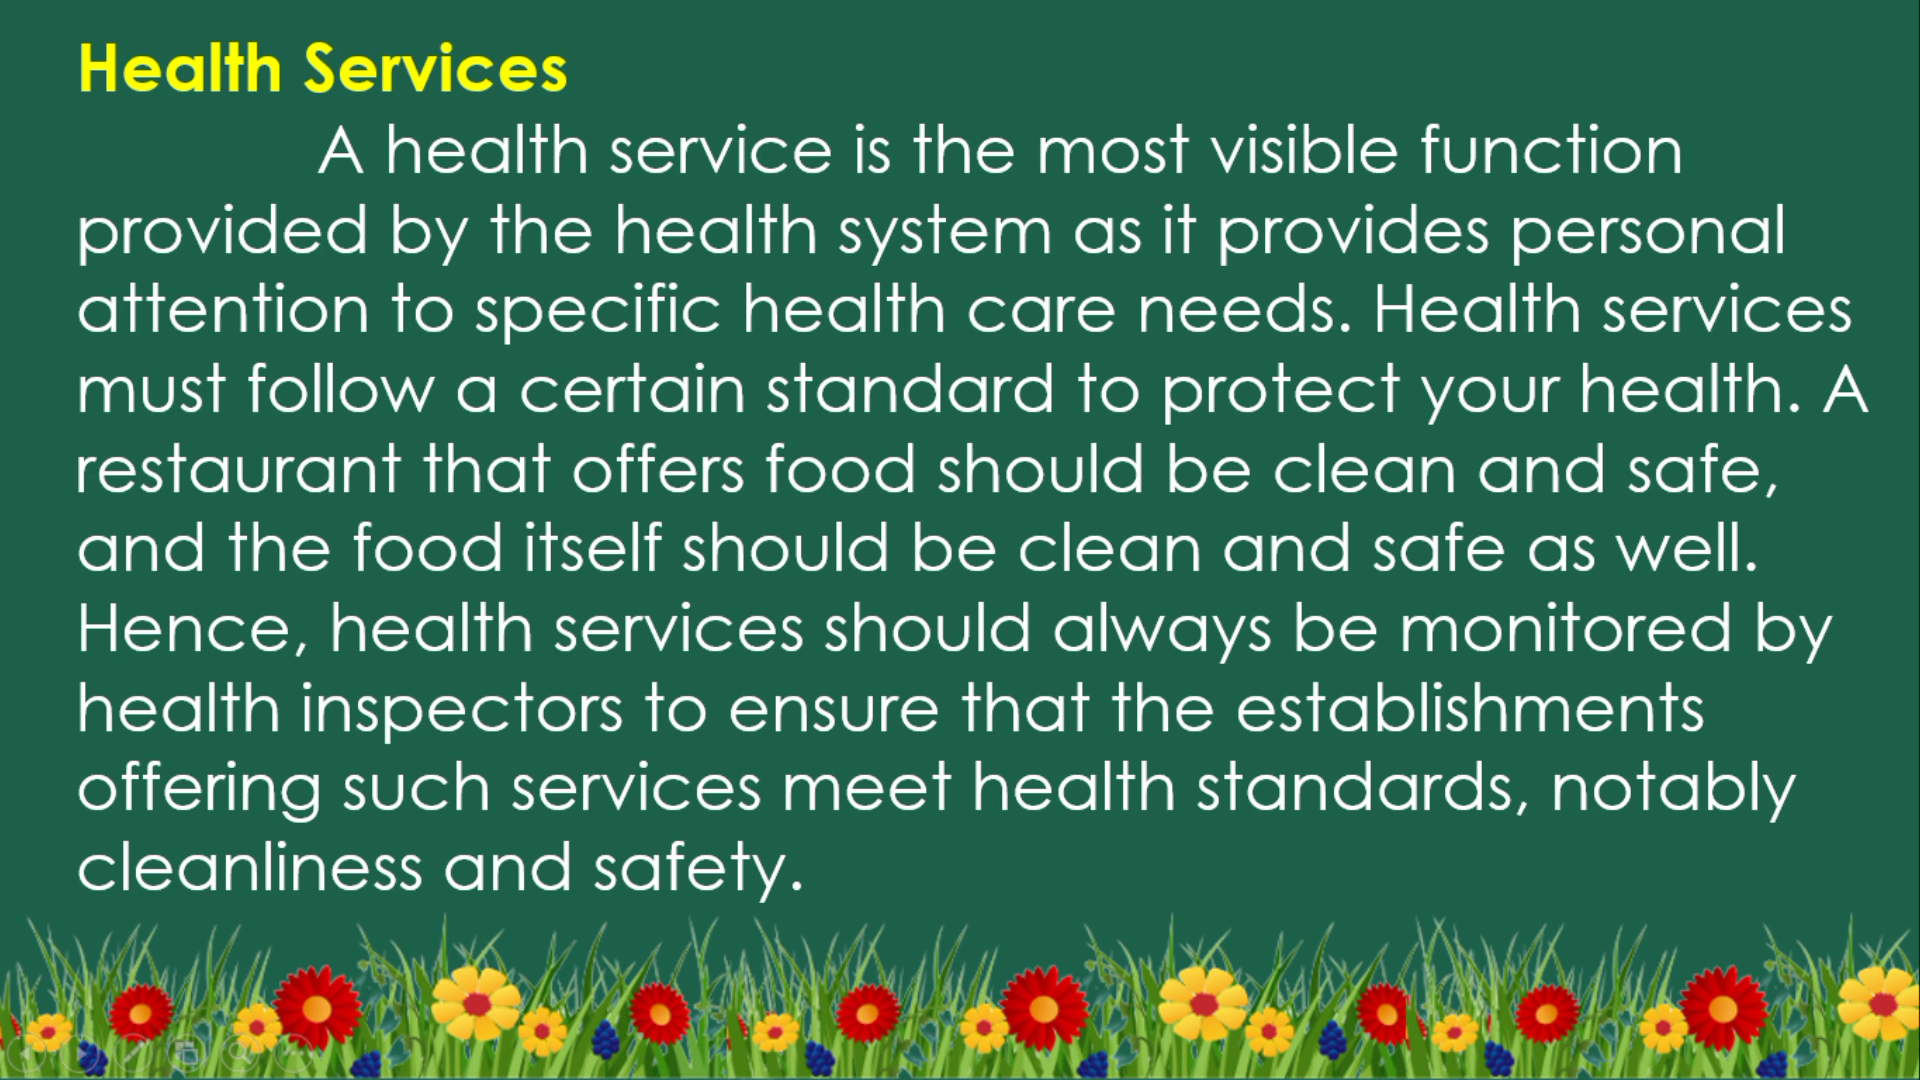 Health Services
A health service is the most visible function
provided by the health system as it provides personal
attention to specific health care needs. Health services
must follow a certain standard to protect your health. A
restaurant that offers food should be clean and safe,
and the food itself should be clean and safe as well.
Hence, health services should always be monitored by
health inspectors to ensure that the establishments
offering such services meet health standards, notably
cleanliness and safety.